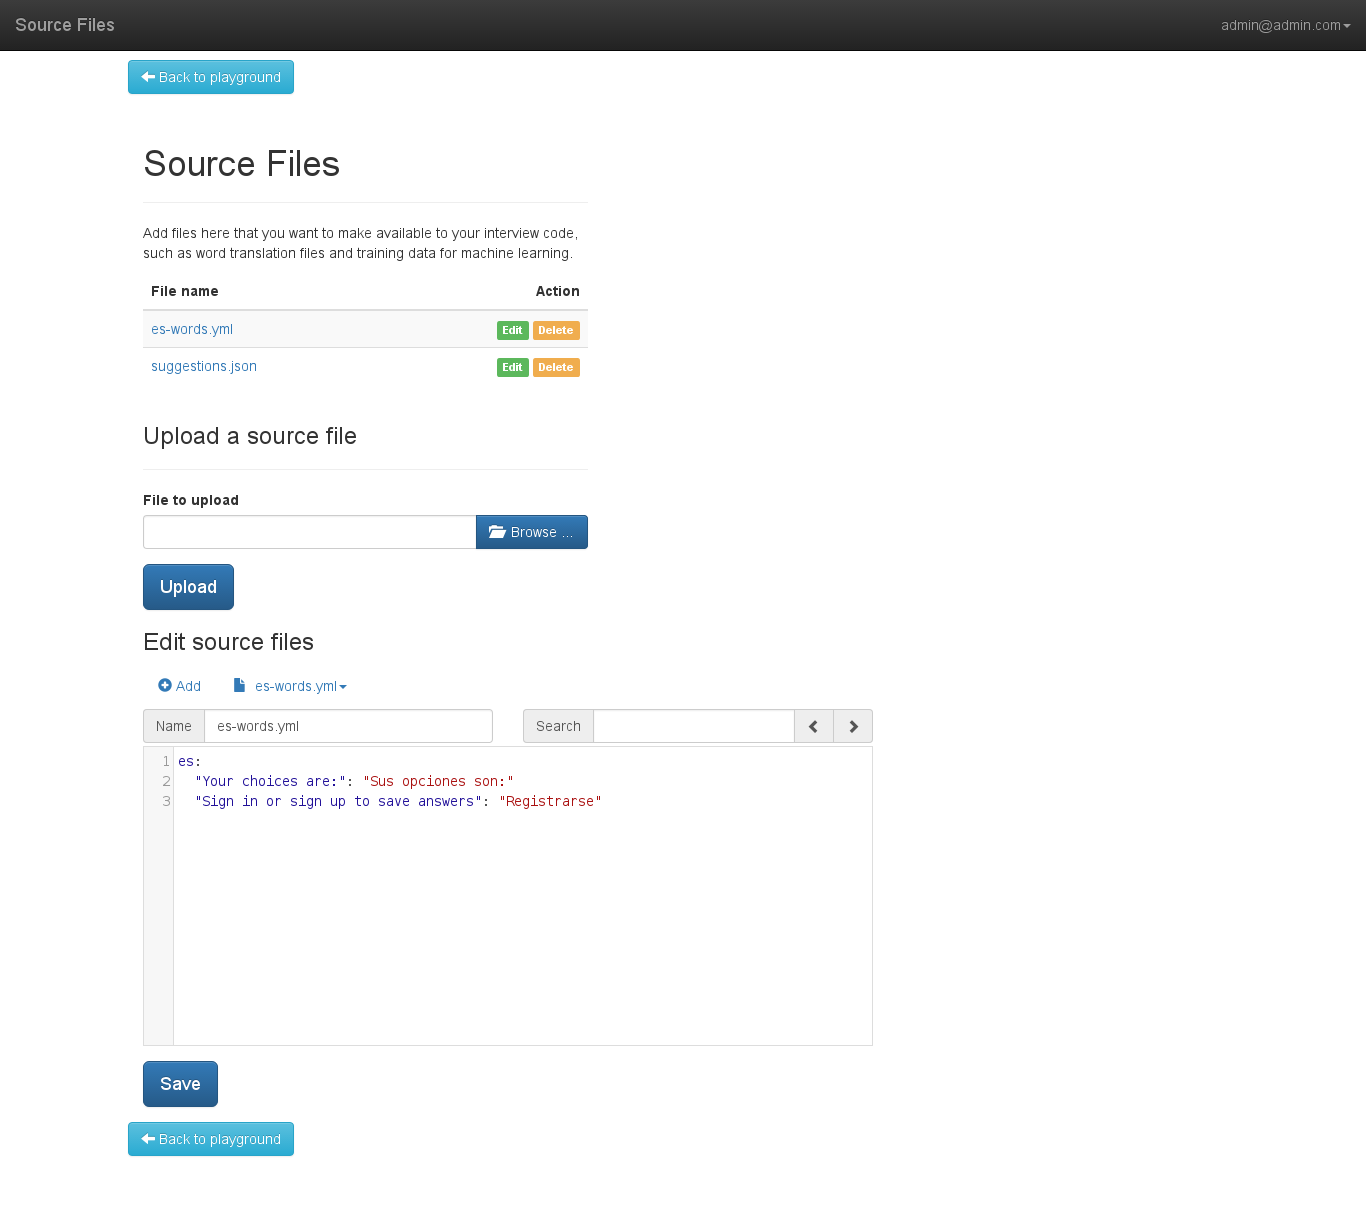 Source Files
admin@admin.com
Back to playground
Source Files
Add files here that you want to make available to your interview code,
such as word translation files and training data for machine learning.
File name Action
es-words.yml Edit Delete
suggestions.json Edit Delete
Upload a source file
File to upload
Browse ...
Upload
Edit source files
Add es-words.yml
Name es-words.yml Search
1 es:
2   "Your choices are:": "Sus opciones son:"
3   "Sign in or sign up to save answers": "Registrarse"
Save
Back to playground